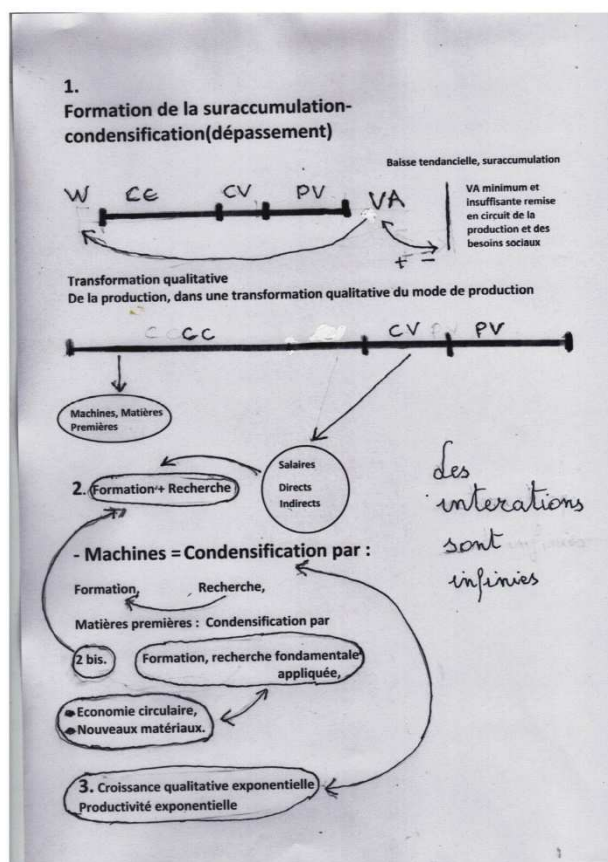 1.
Formation de la suraccumulation-
condensification(dépassement)
Baisse tendancielle, suraccumulation
W CC CV PV VA
VA minimum et
insuffisante remise
en circuit de la
production et des
besoins sociaux
+ -
Transformation qualitative
De la production, dans une transformation qualitative du mode de production
CC CV PV
Machines, Matières
Premières
Salaires
Directs
Indirects
2. Formation + Recherche
Les
interations
sont
infinies
- Machines = Condensification par :
Formation, Recherche,
Matières premières : Condensification par
2 bis. Formation, recherche fondamentale
appliquée,
Economie circulaire,
Nouveaux matériaux.
3. Croissance qualitative exponentielle
Productivité exponentielle